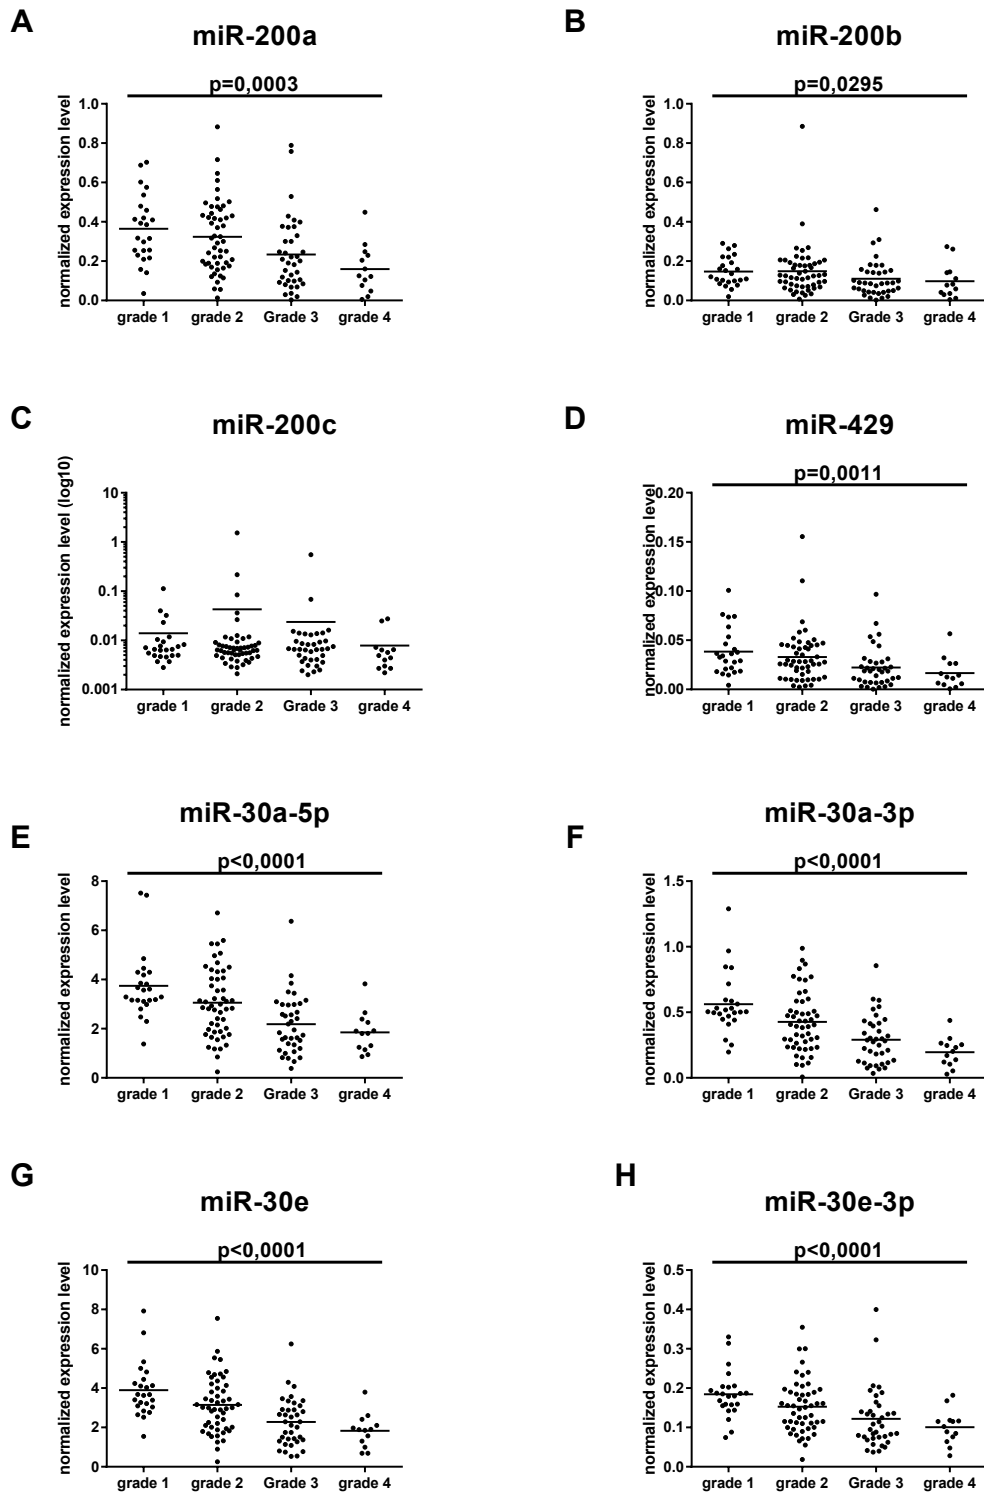 A
miR-200a
p=0,0003
normalized expression level
1.0
0.8
0.6
0.4
0.2
0.0
grade 1 grade 2 Grade 3 grade 4
B
miR-200b
p=0,0295
normalized expression level
1.0
0.8
0.6
0.4
0.2
0.0
grade 1 grade 2 Grade 3 grade 4
C
miR-200c
normalized expression level (log10)
10
1
0.1
0.01
0.001
grade 1 grade 2 Grade 3 grade 4
D
miR-429
p=0,0011
normalized expression level
0.20
0.15
0.10
0.05
0.00
grade 1 grade 2 Grade 3 grade 4
E
miR-30a-5p
p<0,0001
normalized expression level
8
6
4
2
0
grade 1 grade 2 Grade 3 grade 4
F
miR-30a-3p
p<0,0001
normalized expression level
1.5
1.0
0.5
0.0
grade 1 grade 2 Grade 3 grade 4
G
miR-30e
p<0,0001
normalized expression level
10
8
6
4
2
0
grade 1 grade 2 Grade 3 grade 4
H
miR-30e-3p
p<0,0001
normalized expression level
0.5
0.4
0.3
0.2
0.1
0.0
grade 1 grade 2 Grade 3 grade 4